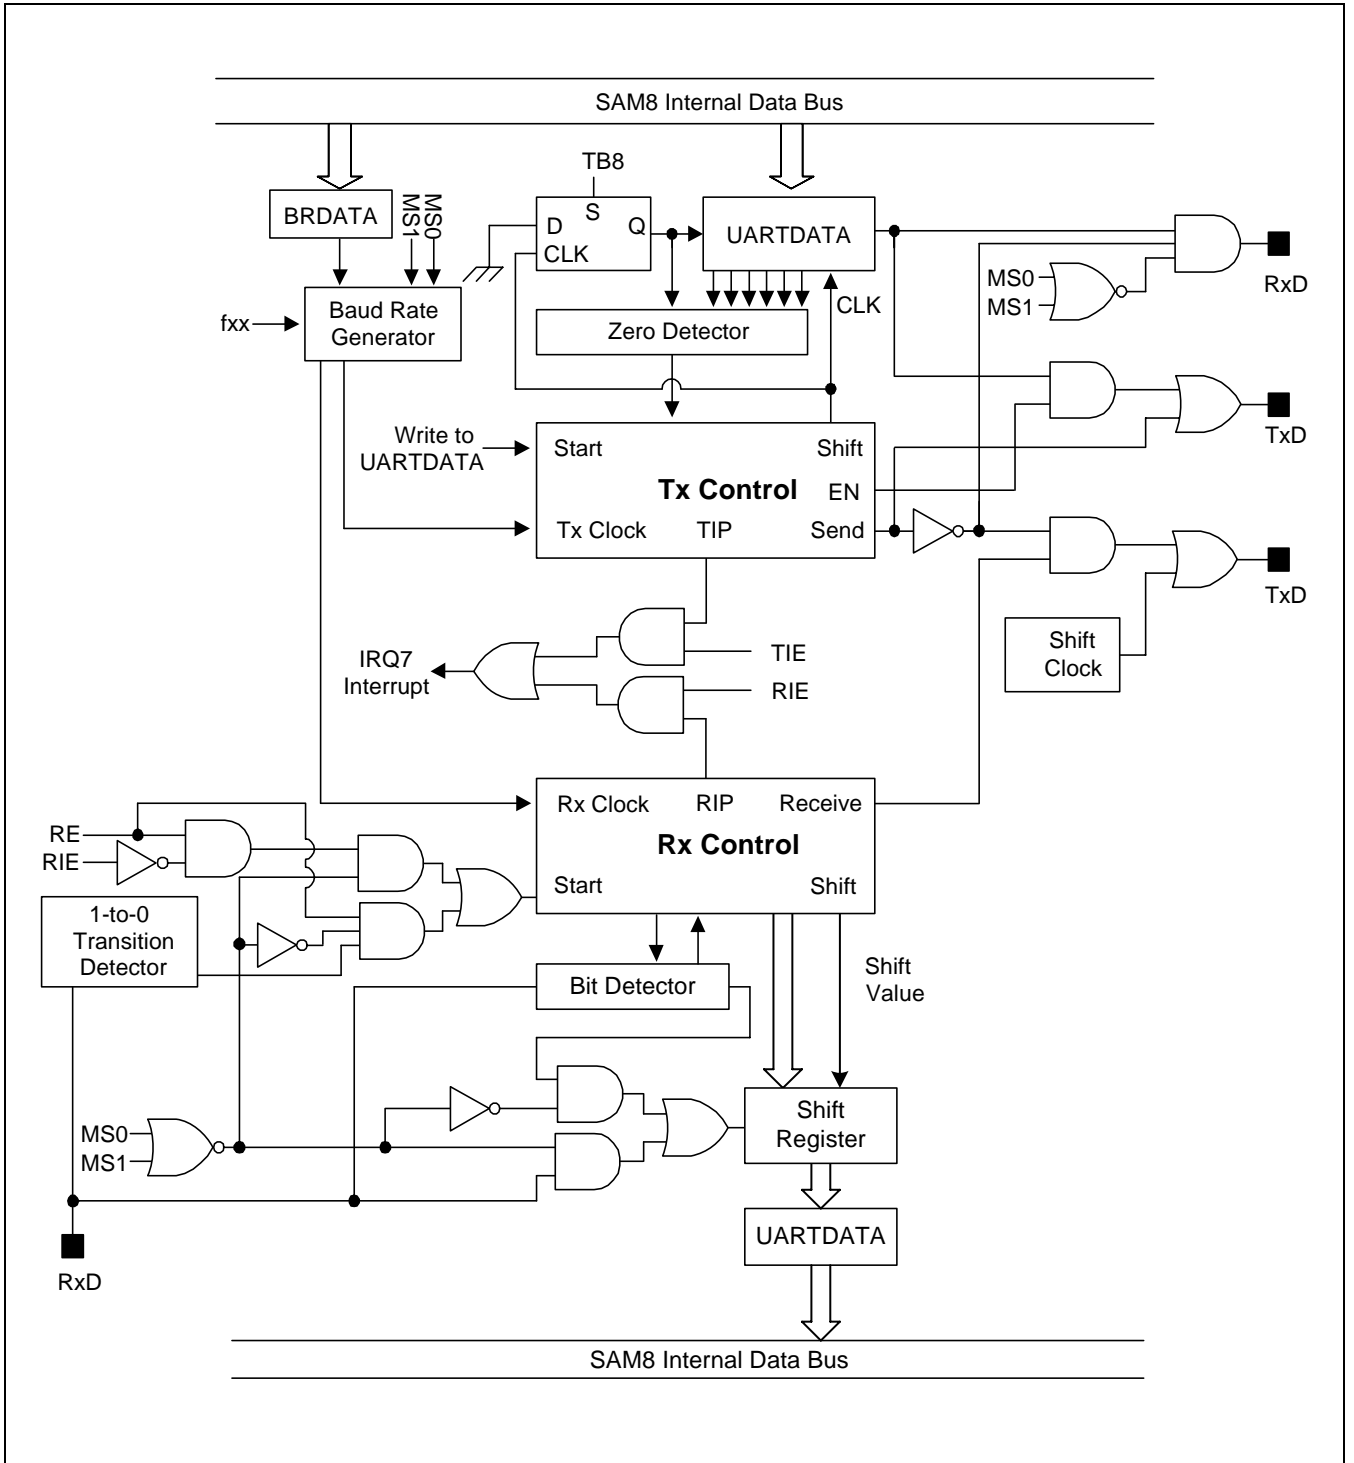 SAM8 Internal Data Bus
TB8
BRDATA
MS1
MS0
D
S
Q
CLK
UARTDATA
MS0
MS1
RxD
fxx
Baud Rate
Generator
Zero Detector
CLK
TxD
Write to
UARTDATA
Start
Shift
Tx Control
EN
Tx Clock
TIP
Send
TxD
Shift
Clock
IRQ7
Interrupt
TIE
RIE
Rx Clock
RIP
Receive
Rx Control
Start
Shift
RE
RIE
1-to-0
Transition
Detector
Bit Detector
Shift
Value
MS0
MS1
Shift
Register
UARTDATA
RxD
SAM8 Internal Data Bus